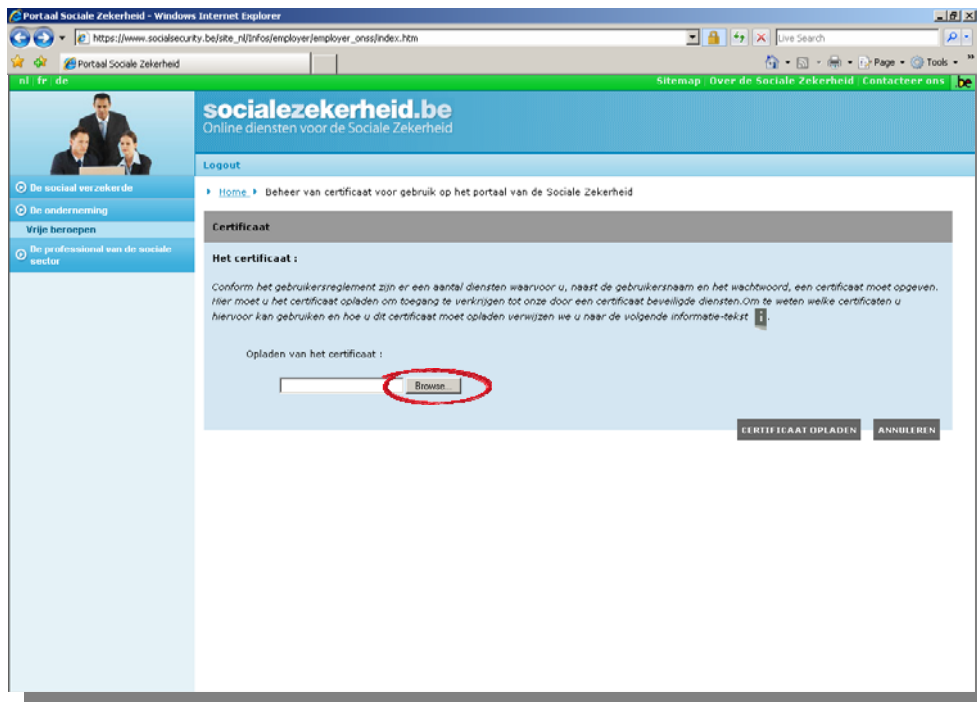 Portaal Sociale Zekerheid - Windows Internet Explorer
https://www.socialsecurity.be/site_nl/Infos/employer/employer_onss/index.htm
Live Search
Portaal Sociale Zekerheid
Page
Tools
nl | fr | de
Sitemap | Over de Sociale Zekerheid | Contacteer ons
.be
socialezekerheid.be
Online diensten voor de Sociale Zekerheid
Logout
De sociaal verzekerde
De onderneming
Vrije beroepen
De professional van de sociale
sector
Home Beheer van certificaat voor gebruik op het portaal van de Sociale Zekerheid
Certificaat
Het certificaat :
Conform het gebruikersreglement zijn er een aantal diensten waarvoor u, naast de gebruikersnaam en het wachtwoord, een certificaat moet opgeven.
Hier moet u het certificaat opladen om toegang te verkrijgen tot onze door een certificaat beveiligde diensten.Om te weten welke certificaten u
hiervoor kan gebruiken en hoe u dit certificaat moet opladen verwijzen we u naar de volgende informatie-tekst i.
Opladen van het certificaat :
Browse...
CERTIFICAAT OPLADEN
ANNULEREN